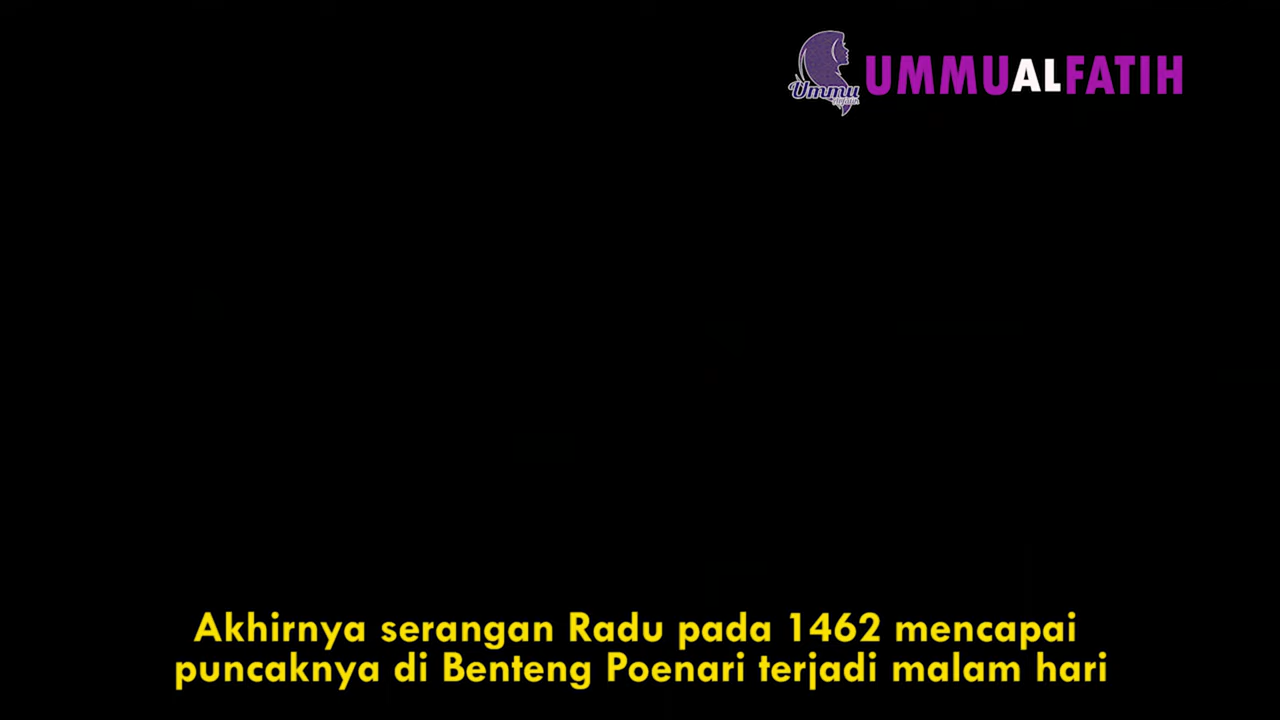 UMMUALFATIH
Ummu
Akhirnya serangan Radu pada 1462 mencapai
puncaknya di Benteng Poenari terjadi malam hari